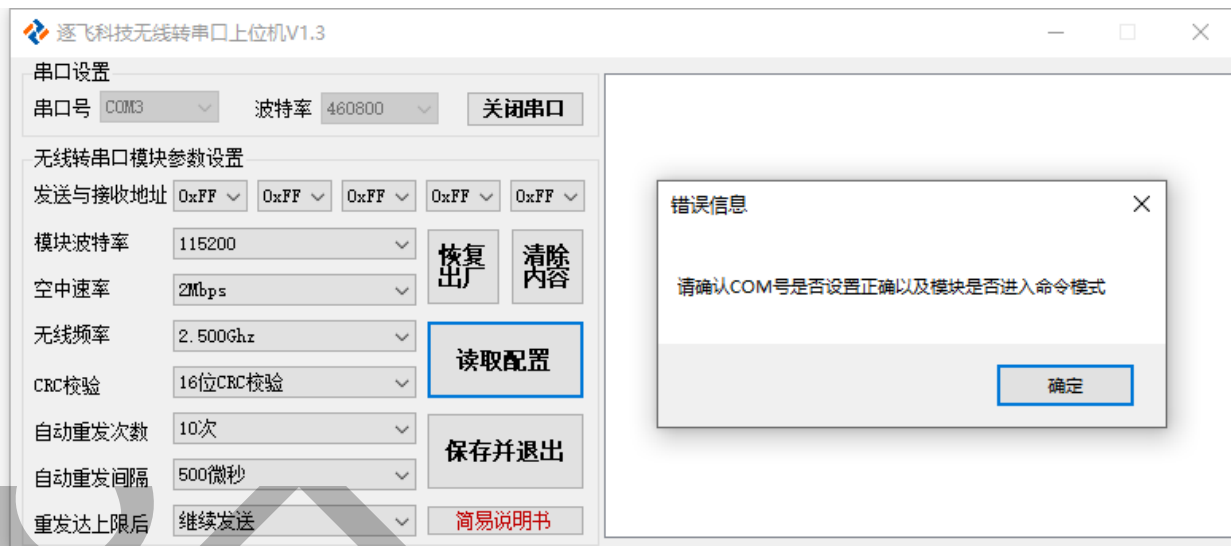 逐飞科技无线转串口上位机V1.3
串口设置
串口号 COM3 波特率 460800 关闭串口
无线转串口模块参数设置
发送与接收地址 0xFF 0xFF 0xFF 0xFF 0xFF
模块波特率 115200
恢复
出厂
清除
内容
空中速率 2Mbps
无线频率 2.500Ghz
读取配置
CRC校验 16位CRC校验
自动重发次数 10次
保存并退出
自动重发间隔 500微秒
重发达上限后 继续发送 简易说明书
错误信息
请确认COM号是否设置正确以及模块是否进入命令模式
确定